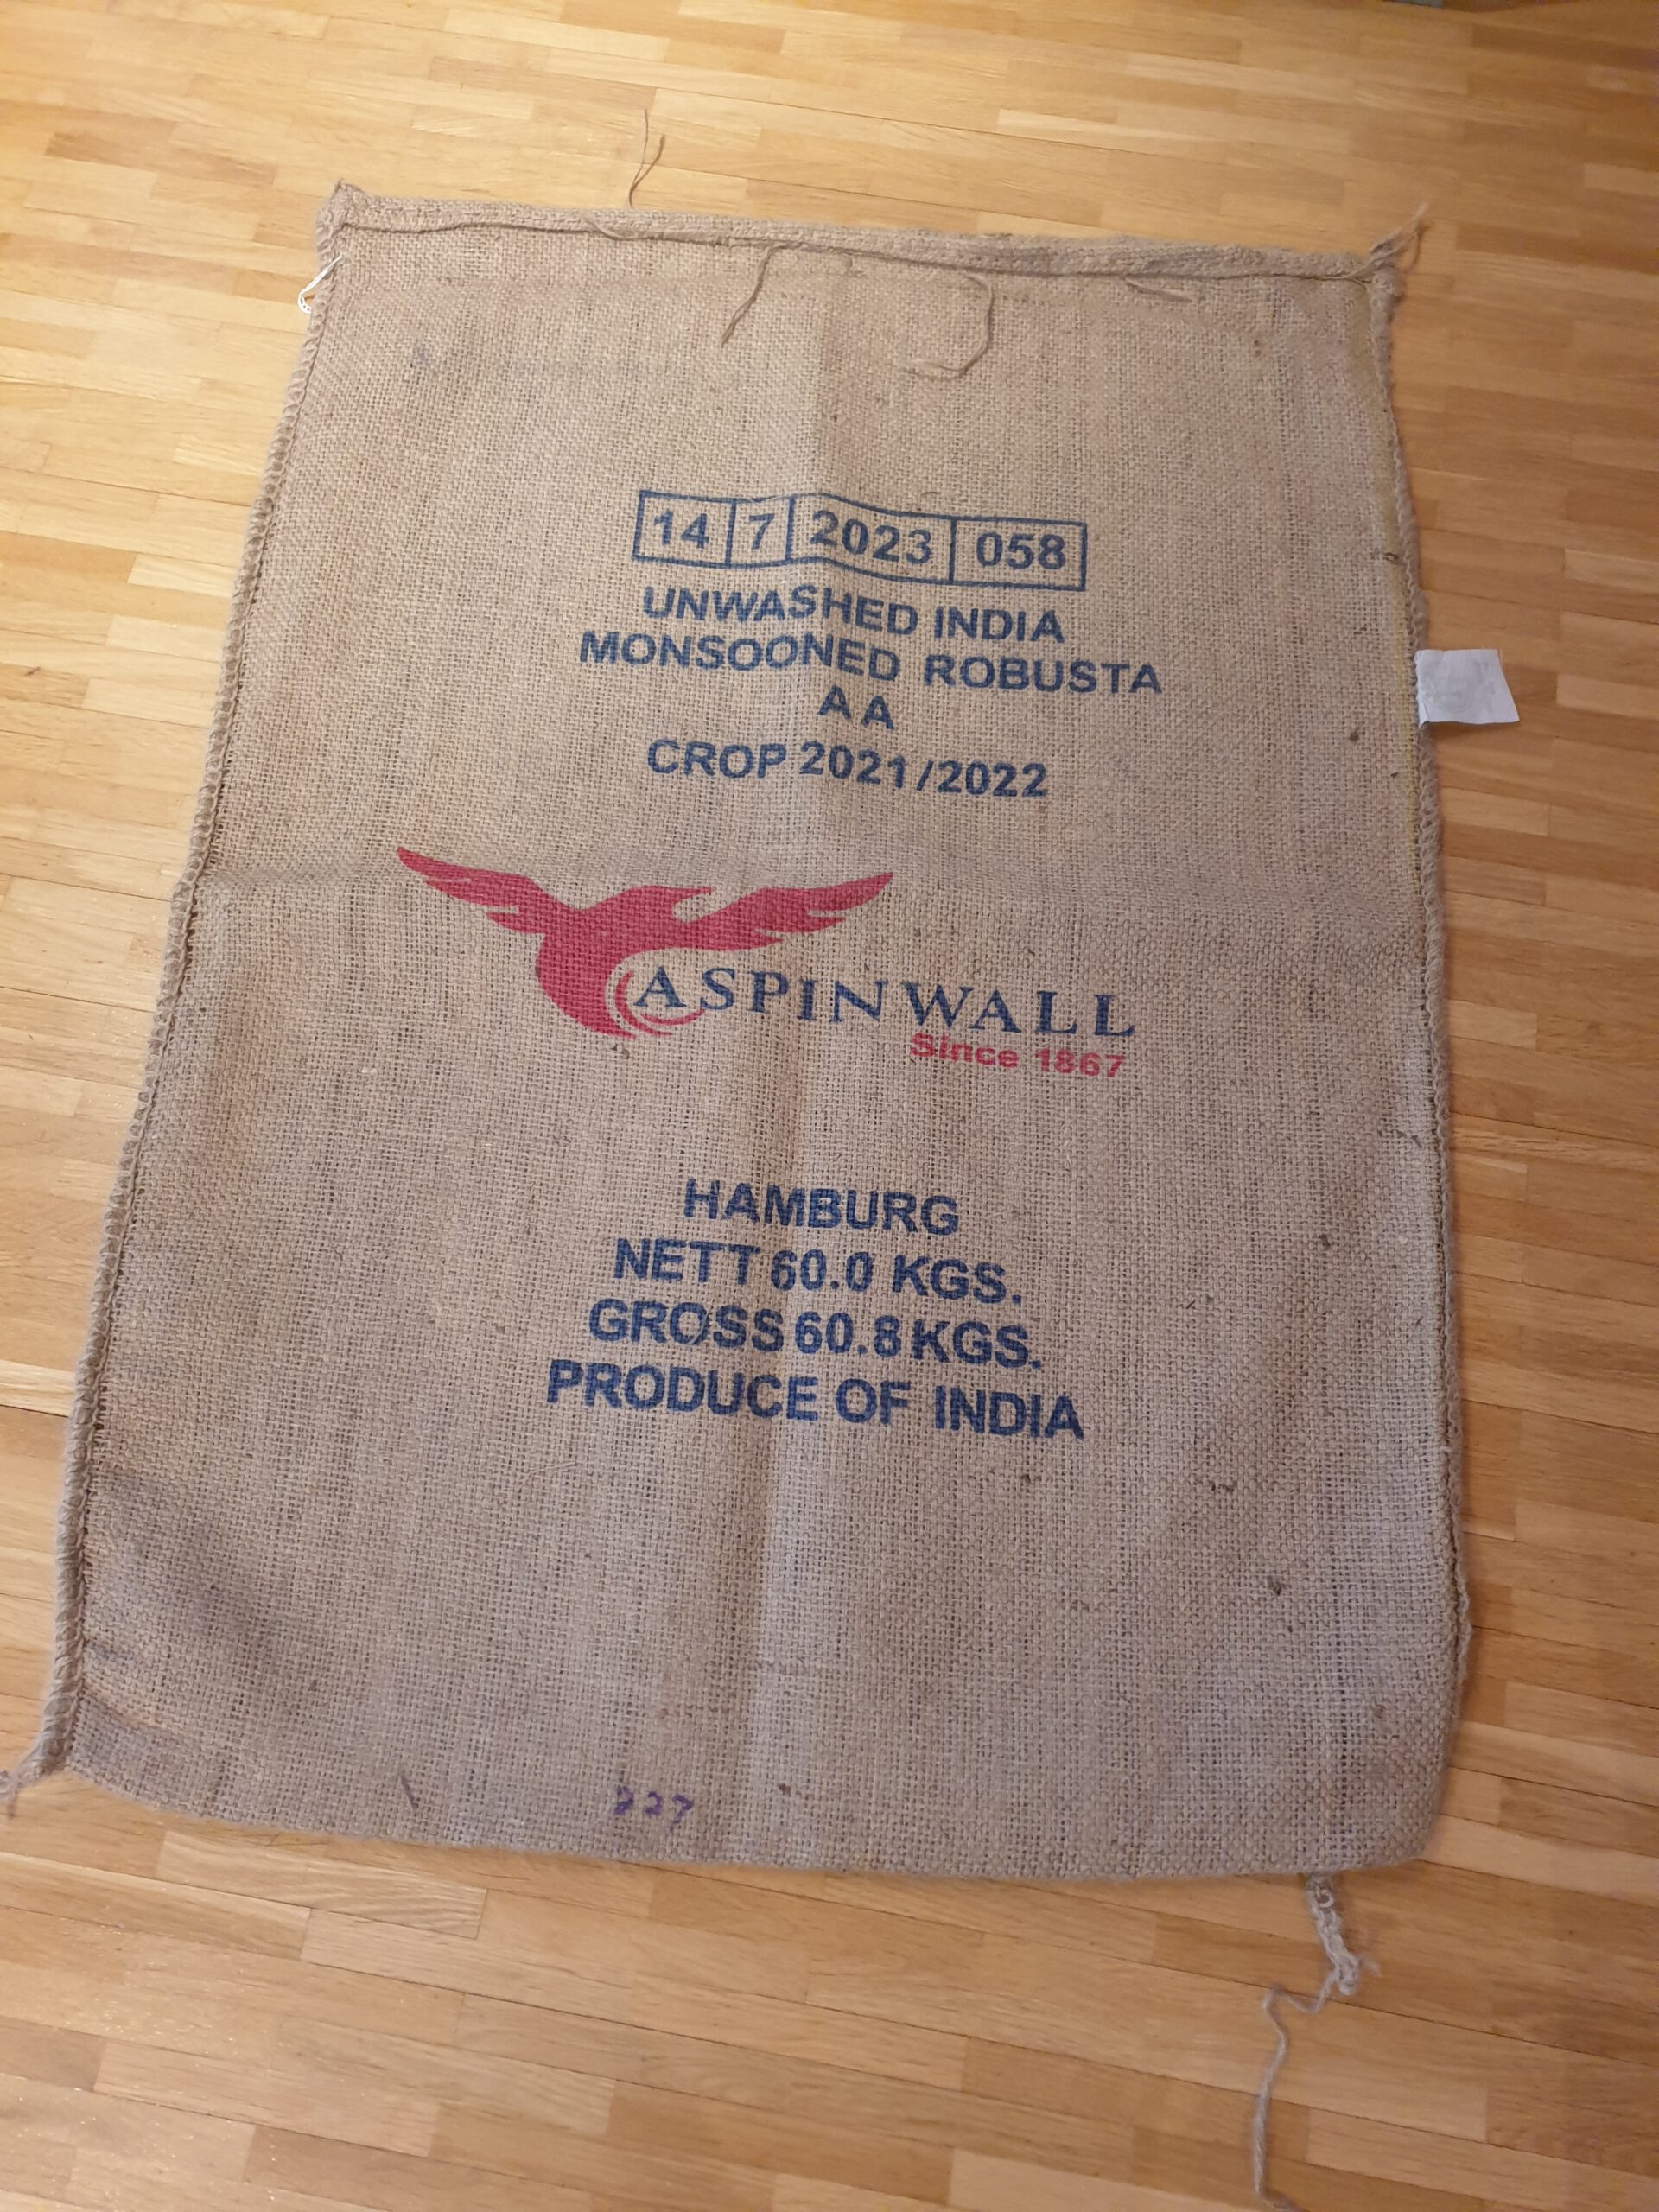 14 7 2023 058
UNWASHED INDIA
MONSOONED ROBUSTA
AA
CROP 2021/2022
ASPINWALL
Since 1867
HAMBURG
NETT 60.0 KGS.
GROSS 60.8 KGS.
PRODUCE OF INDIA